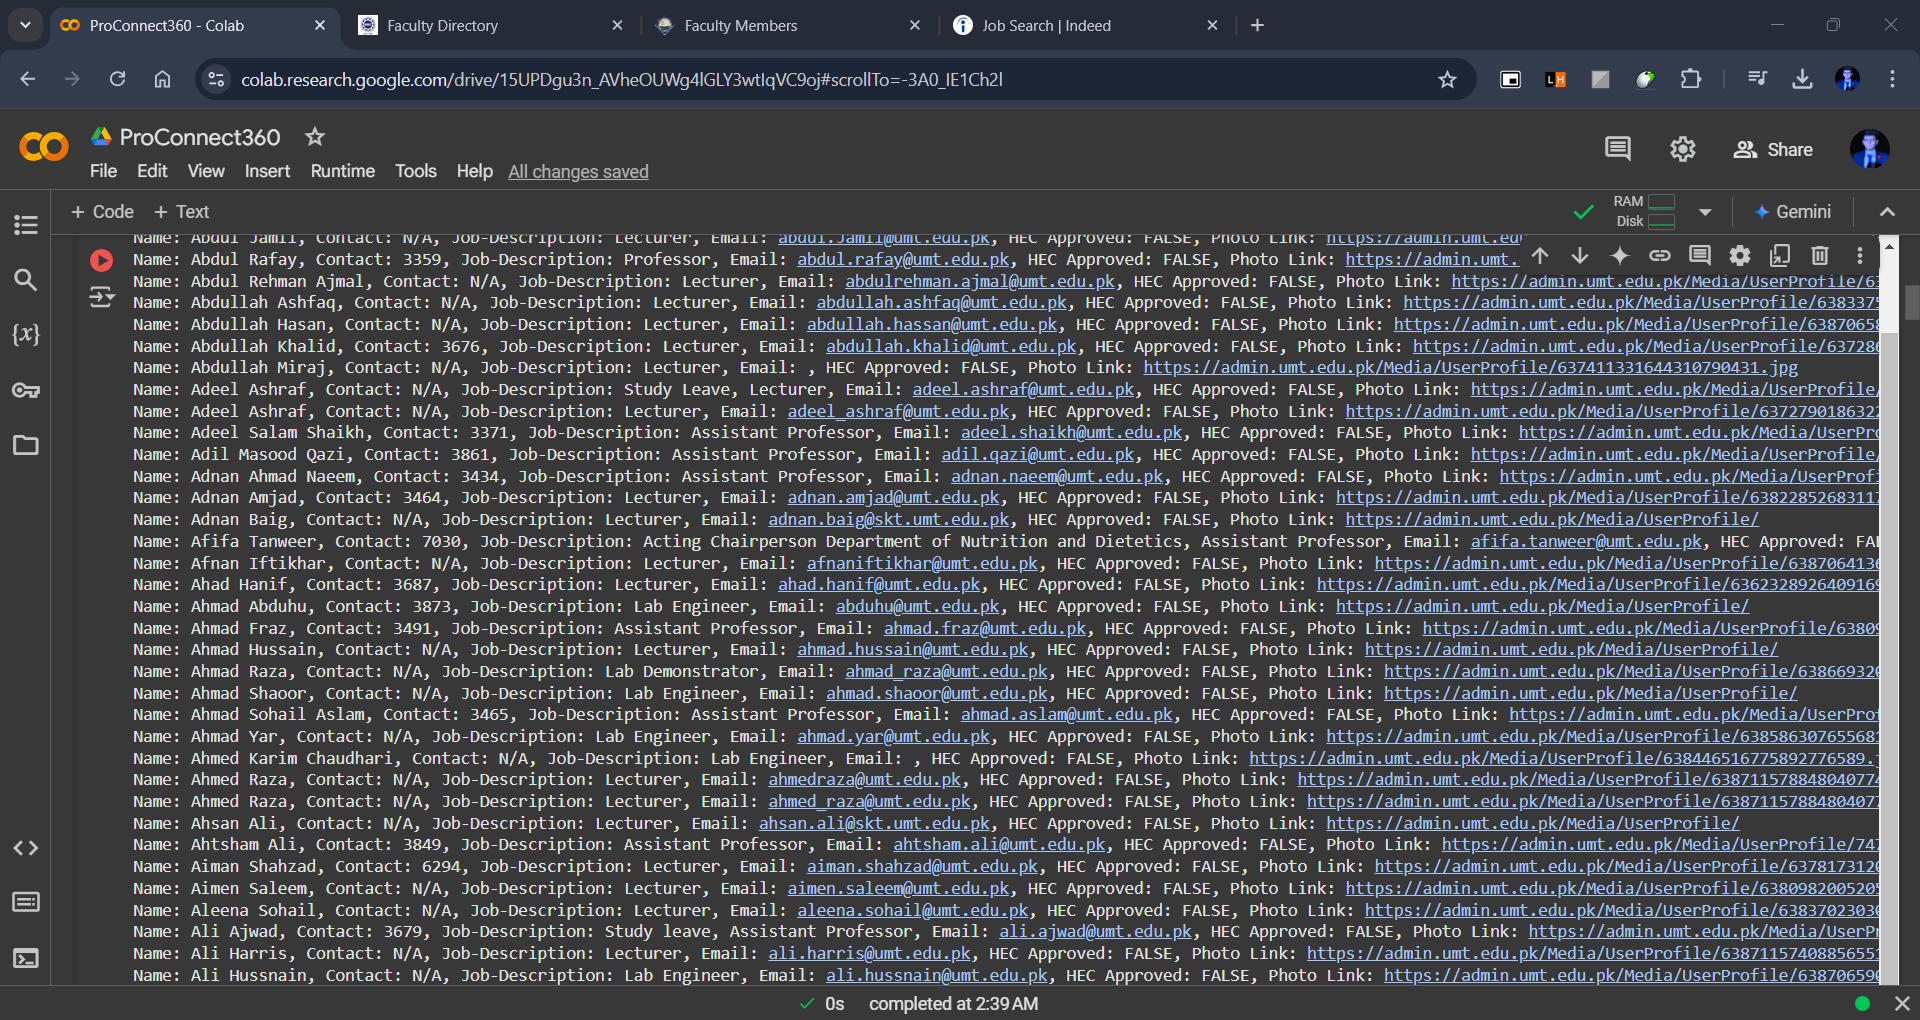 ProConnect360 - Colab
Faculty Directory
Faculty Members
Job Search | Indeed
colab.research.google.com/drive/15UPDgu3n_AVheOUWg4lGLY3wtIqVC9oj#scrollTo=-3A0_IE1Ch2l
LH
ProConnect360
Share
File Edit View Insert Runtime Tools Help All changes saved
+ Code + Text
RAM
Disk
Gemini
Name: Abdul Jamil, Contact: N/A, Job-Description: Lecturer, Email: abdul.jamil@umt.edu.pk, HEC Approved: FALSE, Photo Link: https://admin.umt.ed
Name: Abdul Rafay, Contact: 3359, Job-Description: Professor, Email: abdul.rafay@umt.edu.pk, HEC Approved: FALSE, Photo Link: https://admin.umt.
Name: Abdul Rehman Ajmal, Contact: N/A, Job-Description: Lecturer, Email: abdulrehman.ajmal@umt.edu.pk, HEC Approved: FALSE, Photo Link: https://admin.umt.edu.pk/Media/UserProfile/63
Name: Abdullah Ashfaq, Contact: N/A, Job-Description: Lecturer, Email: abdullah.ashfaq@umt.edu.pk, HEC Approved: FALSE, Photo Link: https://admin.umt.edu.pk/Media/UserProfile/6383375
Name: Abdullah Hasan, Contact: N/A, Job-Description: Lecturer, Email: abdullah.hassan@umt.edu.pk, HEC Approved: FALSE, Photo Link: https://admin.umt.edu.pk/Media/UserProfile/63870658
Name: Abdullah Khalid, Contact: 3676, Job-Description: Lecturer, Email: abdullah.khalid@umt.edu.pk, HEC Approved: FALSE, Photo Link: https://admin.umt.edu.pk/Media/UserProfile/637286
Name: Abdullah Miraj, Contact: N/A, Job-Description: Lecturer, Email: , HEC Approved: FALSE, Photo Link: https://admin.umt.edu.pk/Media/UserProfile/637411331644310790431.jpg
Name: Adeel Ashraf, Contact: N/A, Job-Description: Study Leave, Lecturer, Email: adeel.ashraf@umt.edu.pk, HEC Approved: FALSE, Photo Link: https://admin.umt.edu.pk/Media/UserProfile/
Name: Adeel Ashraf, Contact: N/A, Job-Description: Lecturer, Email: adeel_ashraf@umt.edu.pk, HEC Approved: FALSE, Photo Link: https://admin.umt.edu.pk/Media/UserProfile/6372790186322
Name: Adeel Salam Shaikh, Contact: 3371, Job-Description: Assistant Professor, Email: adeel.shaikh@umt.edu.pk, HEC Approved: FALSE, Photo Link: https://admin.umt.edu.pk/Media/UserPro
Name: Adil Masood Qazi, Contact: 3861, Job-Description: Assistant Professor, Email: adil.qazi@umt.edu.pk, HEC Approved: FALSE, Photo Link: https://admin.umt.edu.pk/Media/UserProfile/
Name: Adnan Ahmad Naeem, Contact: 3434, Job-Description: Assistant Professor, Email: adnan.naeem@umt.edu.pk, HEC Approved: FALSE, Photo Link: https://admin.umt.edu.pk/Media/UserProfi
Name: Adnan Amjad, Contact: 3464, Job-Description: Lecturer, Email: adnan.amjad@umt.edu.pk, HEC Approved: FALSE, Photo Link: https://admin.umt.edu.pk/Media/UserProfile/63822852683117
Name: Adnan Baig, Contact: N/A, Job-Description: Lecturer, Email: adnan.baig@skt.umt.edu.pk, HEC Approved: FALSE, Photo Link: https://admin.umt.edu.pk/Media/UserProfile/
Name: Afifa Tanweer, Contact: 7030, Job-Description: Acting Chairperson Department of Nutrition and Dietetics, Assistant Professor, Email: afifa.tanweer@umt.edu.pk, HEC Approved: FAL
Name: Afnan Iftikhar, Contact: N/A, Job-Description: Lecturer, Email: afnaniftikhar@umt.edu.pk, HEC Approved: FALSE, Photo Link: https://admin.umt.edu.pk/Media/UserProfile/6387064136
Name: Ahad Hanif, Contact: 3687, Job-Description: Lecturer, Email: ahad.hanif@umt.edu.pk, HEC Approved: FALSE, Photo Link: https://admin.umt.edu.pk/Media/UserProfile/6362328926409169
Name: Ahmad Abduhu, Contact: 3873, Job-Description: Lab Engineer, Email: abduhu@umt.edu.pk, HEC Approved: FALSE, Photo Link: https://admin.umt.edu.pk/Media/UserProfile/
Name: Ahmad Fraz, Contact: 3491, Job-Description: Assistant Professor, Email: ahmad.fraz@umt.edu.pk, HEC Approved: FALSE, Photo Link: https://admin.umt.edu.pk/Media/UserProfile/63809
Name: Ahmad Hussain, Contact: N/A, Job-Description: Lecturer, Email: ahmad.hussain@umt.edu.pk, HEC Approved: FALSE, Photo Link: https://admin.umt.edu.pk/Media/UserProfile/
Name: Ahmad Raza, Contact: N/A, Job-Description: Lab Demonstrator, Email: ahmad_raza@umt.edu.pk, HEC Approved: FALSE, Photo Link: https://admin.umt.edu.pk/Media/UserProfile/638669320
Name: Ahmad Shaoor, Contact: N/A, Job-Description: Lab Engineer, Email: ahmad.shaoor@umt.edu.pk, HEC Approved: FALSE, Photo Link: https://admin.umt.edu.pk/Media/UserProfile/
Name: Ahmad Sohail Aslam, Contact: 3465, Job-Description: Assistant Professor, Email: ahmad.aslam@umt.edu.pk, HEC Approved: FALSE, Photo Link: https://admin.umt.edu.pk/Media/UserProf
Name: Ahmad Yar, Contact: N/A, Job-Description: Lab Engineer, Email: ahmad.yar@umt.edu.pk, HEC Approved: FALSE, Photo Link: https://admin.umt.edu.pk/Media/UserProfile/638586307655681
Name: Ahmed Karim Chaudhari, Contact: N/A, Job-Description: Lab Engineer, Email: , HEC Approved: FALSE, Photo Link: https://admin.umt.edu.pk/Media/UserProfile/638446516775892776589.j
Name: Ahmed Raza, Contact: N/A, Job-Description: Lecturer, Email: ahmedraza@umt.edu.pk, HEC Approved: FALSE, Photo Link: https://admin.umt.edu.pk/Media/UserProfile/638711578848040774
Name: Ahmed Raza, Contact: N/A, Job-Description: Lecturer, Email: ahmed_raza@umt.edu.pk, HEC Approved: FALSE, Photo Link: https://admin.umt.edu.pk/Media/UserProfile/63871157884804077
Name: Ahsan Ali, Contact: N/A, Job-Description: Lecturer, Email: ahsan.ali@skt.umt.edu.pk, HEC Approved: FALSE, Photo Link: https://admin.umt.edu.pk/Media/UserProfile/
Name: Ahtsham Ali, Contact: 3849, Job-Description: Assistant Professor, Email: ahtsham.ali@umt.edu.pk, HEC Approved: FALSE, Photo Link: https://admin.umt.edu.pk/Media/UserProfile/747
Name: Aiman Shahzad, Contact: 6294, Job-Description: Lecturer, Email: aiman.shahzad@umt.edu.pk, HEC Approved: FALSE, Photo Link: https://admin.umt.edu.pk/Media/UserProfile/6378173120
Name: Aimen Saleem, Contact: N/A, Job-Description: Lecturer, Email: aimen.saleem@umt.edu.pk, HEC Approved: FALSE, Photo Link: https://admin.umt.edu.pk/Media/UserProfile/6380982005205
Name: Aleena Sohail, Contact: N/A, Job-Description: Lecturer, Email: aleena.sohail@umt.edu.pk, HEC Approved: FALSE, Photo Link: https://admin.umt.edu.pk/Media/UserProfile/63837023030
Name: Ali Ajwad, Contact: 3679, Job-Description: Study leave, Assistant Professor, Email: ali.ajwad@umt.edu.pk, HEC Approved: FALSE, Photo Link: https://admin.umt.edu.pk/Media/UserPr
Name: Ali Harris, Contact: N/A, Job-Description: Lecturer, Email: ali.harris@umt.edu.pk, HEC Approved: FALSE, Photo Link: https://admin.umt.edu.pk/Media/UserProfile/63871157408856551
Name: Ali Hussnain, Contact: N/A, Job-Description: Lab Engineer, Email: ali.hussnain@umt.edu.pk, HEC Approved: FALSE, Photo Link: https://admin.umt.edu.pk/Media/UserProfile/638706590
0s completed at 2:39 AM